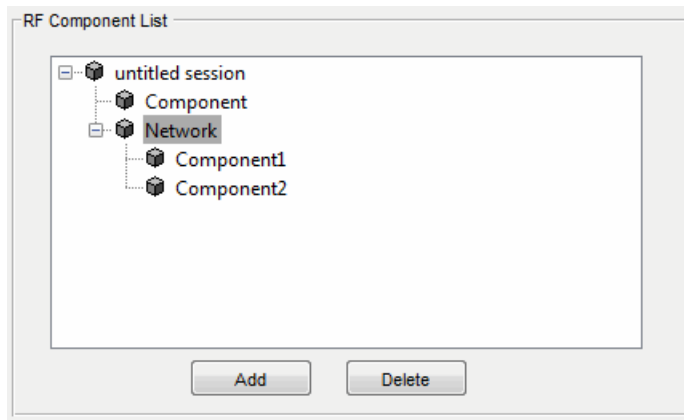 RF Component List
untitled session
Component
Network
Component1
Component2
Add Delete